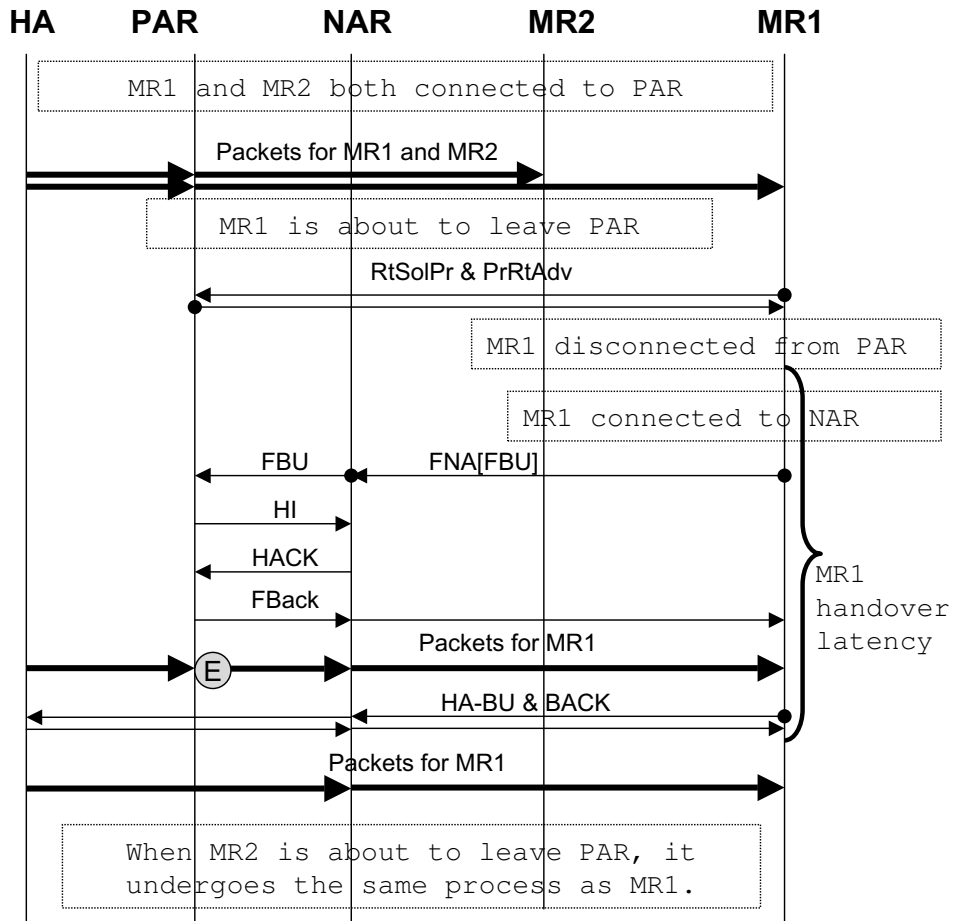 HA PAR NAR MR2 MR1
MR1 and MR2 both connected to PAR
Packets for MR1 and MR2
MR1 is about to leave PAR
RtSolPr & PrRtAdv
MR1 disconnected from PAR
MR1 connected to NAR
FBU FNA[FBU]
HI
HACK
FBack
MR1
handover
latency
Packets for MR1
E
HA-BU & BACK
Packets for MR1
When MR2 is about to leave PAR, it
undergoes the same process as MR1.